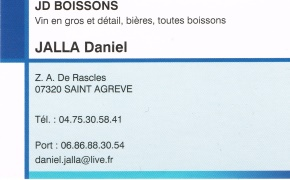 JD BOISSONS
Vin en gros et détail, bières, toutes boissons
JALLA Daniel
Z. A. De Rascles
07320 SAINT AGREVE
Tél. : 04.75.30.58.41
Port : 06.86.88.30.54
daniel.jalla@live.fr